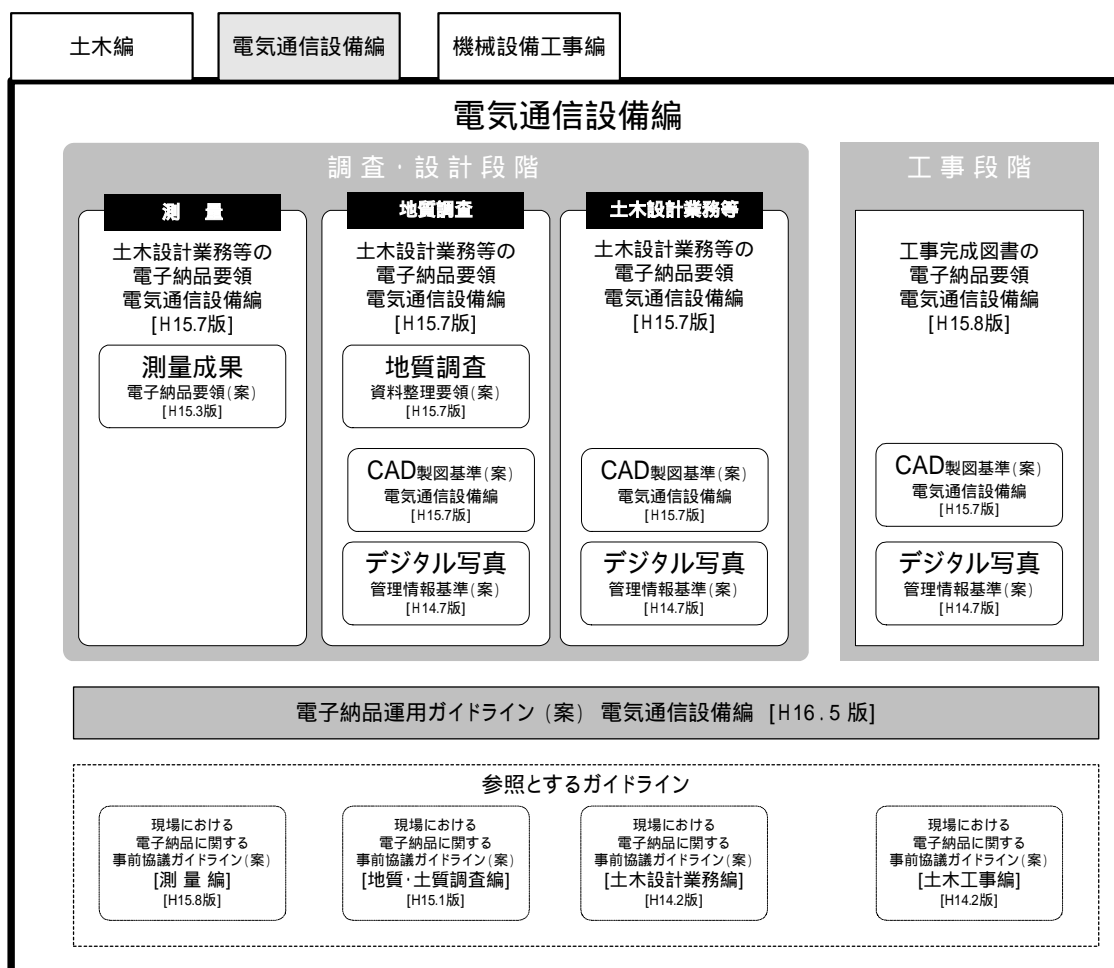 土木編
電気通信設備編
機械設備工事編
電気通信設備編
調査・設計段階
測 量
土木設計業務等の
電子納品要領
電気通信設備編
[H15.7版]
測量成果
電子納品要領(案)
[H15.3版]
地質調査
土木設計業務等の
電子納品要領
電気通信設備編
[H15.7版]
地質調査
資料整理要領(案)
[H15.7版]
CAD製図基準(案)
電気通信設備編
[H15.7版]
デジタル写真
管理情報基準(案)
[H14.7版]
土木設計業務等
土木設計業務等の
電子納品要領
電気通信設備編
[H15.7版]
CAD製図基準(案)
電気通信設備編
[H15.7版]
デジタル写真
管理情報基準(案)
[H14.7版]
工事段階
工事完成図書の
電子納品要領
電気通信設備編
[H15.8版]
CAD製図基準(案)
電気通信設備編
[H15.7版]
デジタル写真
管理情報基準(案)
[H14.7版]
電子納品運用ガイドライン(案) 電気通信設備編 [H16.5版]
参照とするガイドライン
現場における
電子納品に関する
事前協議ガイドライン(案)
[測量編]
[H15.8版]
現場における
電子納品に関する
事前協議ガイドライン(案)
[地質・土質調査編]
[H15.1版]
現場における
電子納品に関する
事前協議ガイドライン(案)
[土木設計業務編]
[H14.2版]
現場における
電子納品に関する
事前協議ガイドライン(案)
[土木工事編]
[H14.2版]